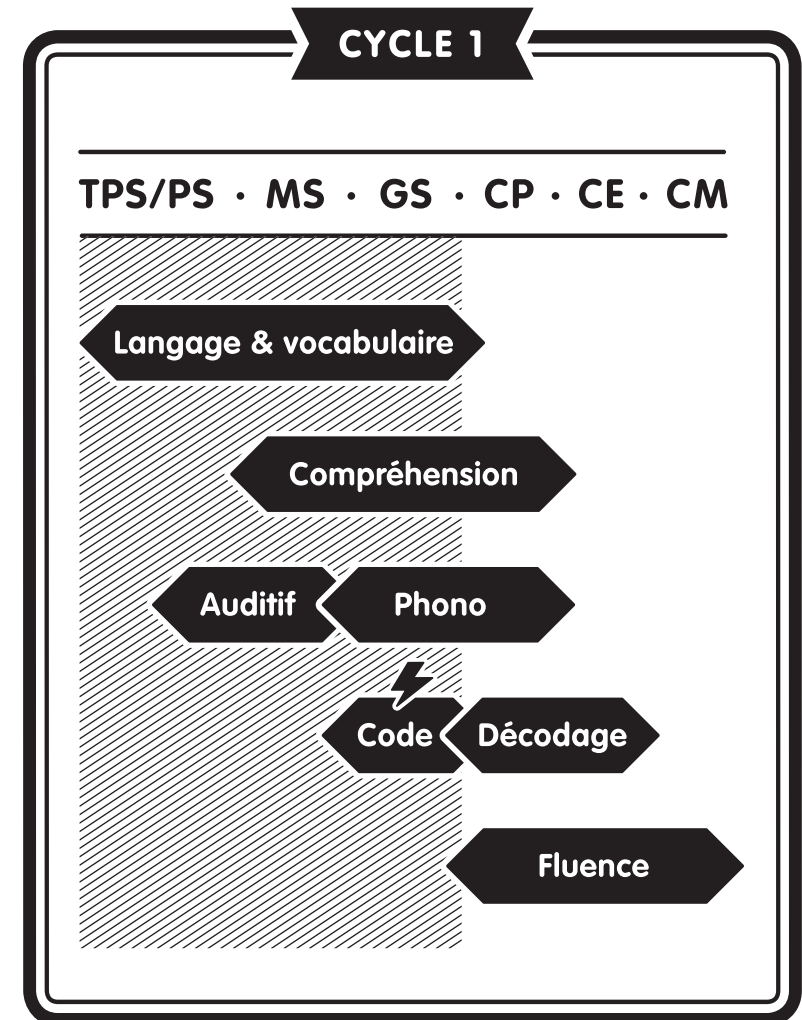 CYCLE 1
TPS/PS · MS · GS · CP · CE · CM
Langage & vocabulaire
Compréhension
Auditif Phono
Code Décodage
Fluence